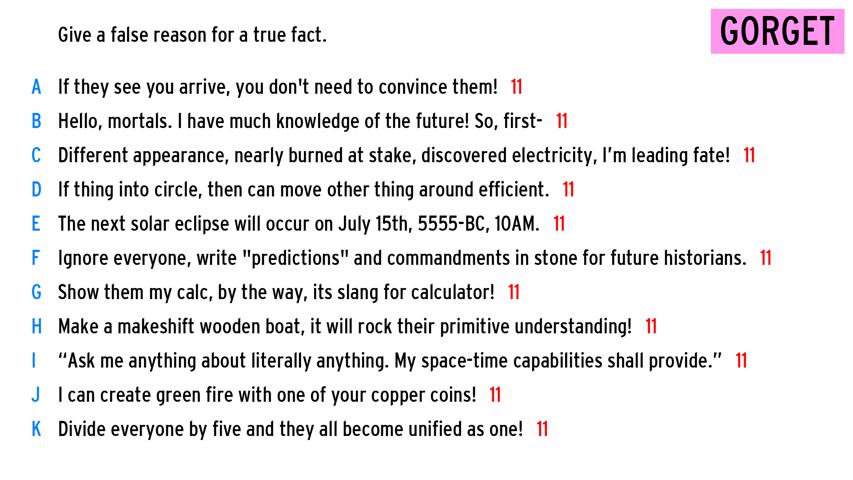 Give a false reason for a true fact.
GORGET
A If they see you arrive, you don't need to convince them! 11
B Hello, mortals. I have much knowledge of the future! So, first- 11
C Different appearance, nearly burned at stake, discovered electricity, I’m leading fate! 11
D If thing into circle, then can move other thing around efficient. 11
E The next solar eclipse will occur on July 15th, 5555-BC, 10AM. 11
F Ignore everyone, write "predictions" and commandments in stone for future historians. 11
G Show them my calc, by the way, its slang for calculator! 11
H Make a makeshift wooden boat, it will rock their primitive understanding! 11
I “Ask me anything about literally anything. My space-time capabilities shall provide.” 11
J I can create green fire with one of your copper coins! 11
K Divide everyone by five and they all become unified as one! 11